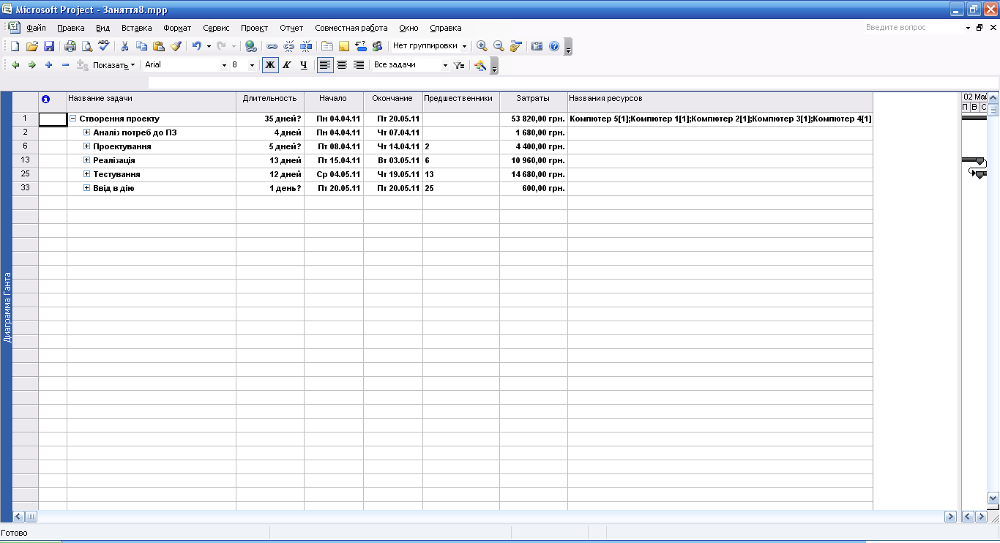 Microsoft Project - Заняття8.mpp
Файл Правка Вид Вставка Формат Сервис Проект Отчет Совместная работа Окно Справка Введите вопрос
Нет группировки
Показать Arial 8 Ж К Ч Все задачи
Название задачи Длительность Начало Окончание Предшественники Затраты Названия ресурсов 02 Май
П В С
1 Створення проекту 35 дней? Пн 04.04.11 Пт 20.05.11 53 820,00 грн. Компютер 5[1];Компютер 1[1];Компютер 2[1];Компютер 3[1];Компютер 4[1]
2 Аналіз потреб до ПЗ 4 дней Пн 04.04.11 Чт 07.04.11 1 680,00 грн.
6 Проектування 5 дней? Пт 08.04.11 Чт 14.04.11 2 4 400,00 грн.
13 Реалізація 13 дней Пт 15.04.11 Вт 03.05.11 6 10 960,00 грн.
25 Тестування 12 дней Ср 04.05.11 Чт 19.05.11 13 14 680,00 грн.
33 Ввід в дію 1 день? Пт 20.05.11 Пт 20.05.11 25 600,00 грн.
Диаграмма Ганта
Готово